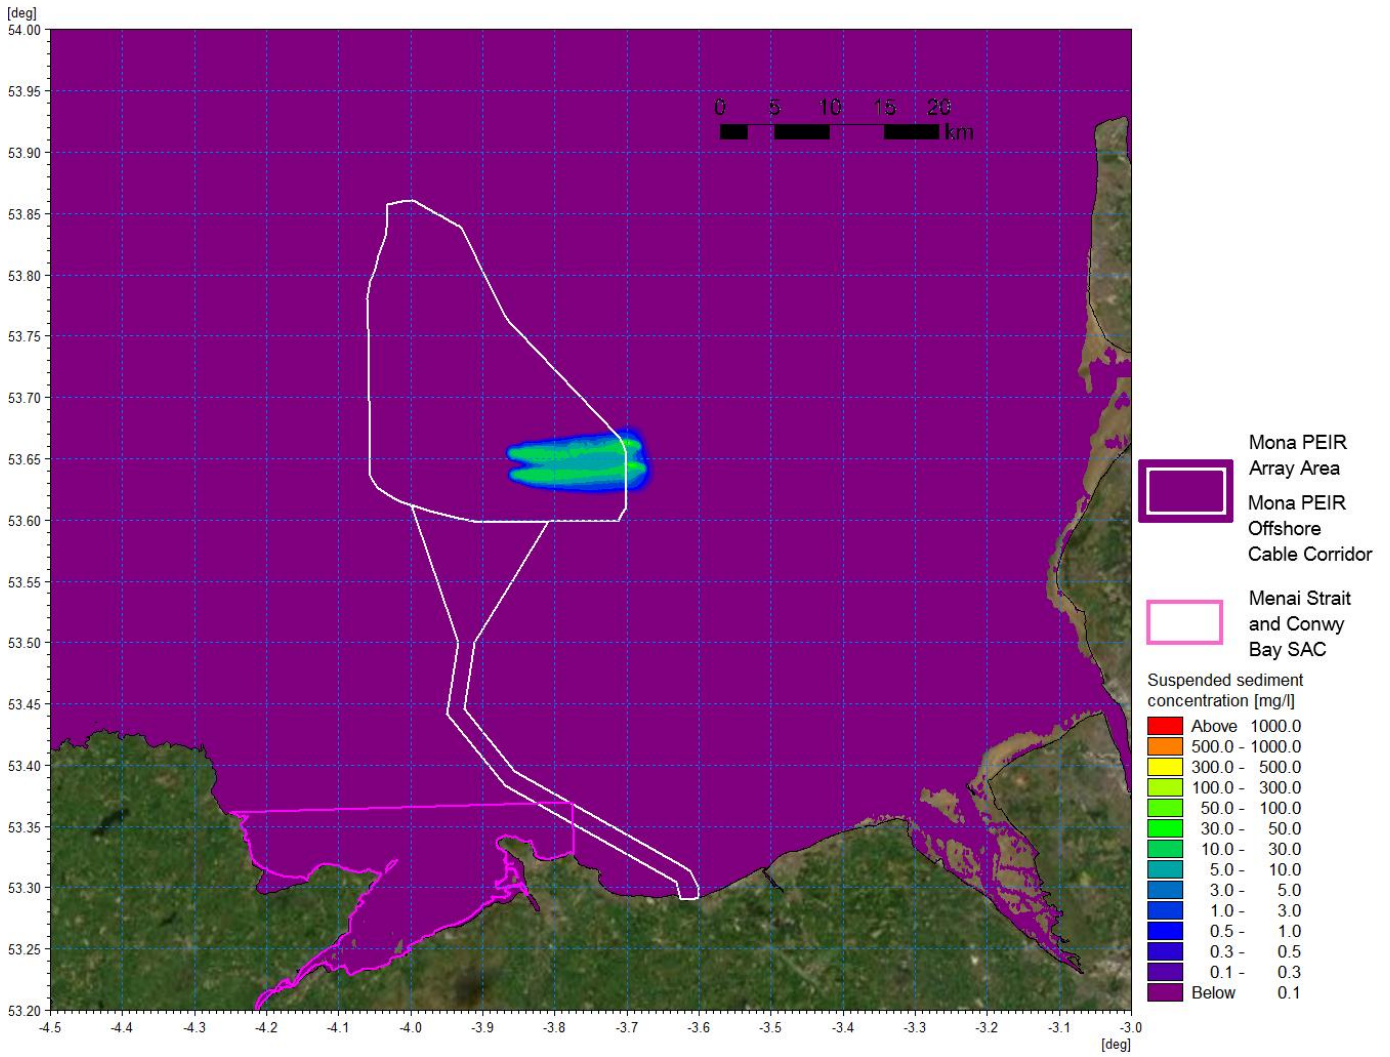 [deg]
54.00
53.95
53.90
53.85
53.80
53.75
53.70
53.65
53.60
53.55
53.50
53.45
53.40
53.35
53.30
53.25
53.20
0 5 10 15 20
km
-4.5 -4.4 -4.3 -4.2 -4.1 -4.0 -3.9 -3.8 -3.7 -3.6 -3.5 -3.4 -3.3 -3.2 -3.1 -3.0
[deg]
Mona PEIR
Array Area
Mona PEIR
Offshore
Cable Corridor
Menai Strait
and Conwy
Bay SAC
Suspended sediment
concentration [mg/l]
Above 1000.0
500.0 - 1000.0
300.0 - 500.0
100.0 - 300.0
50.0 - 100.0
30.0 - 50.0
10.0 - 30.0
5.0 - 10.0
3.0 - 5.0
1.0 - 3.0
0.5 - 1.0
0.3 - 0.5
0.1 - 0.3
Below 0.1